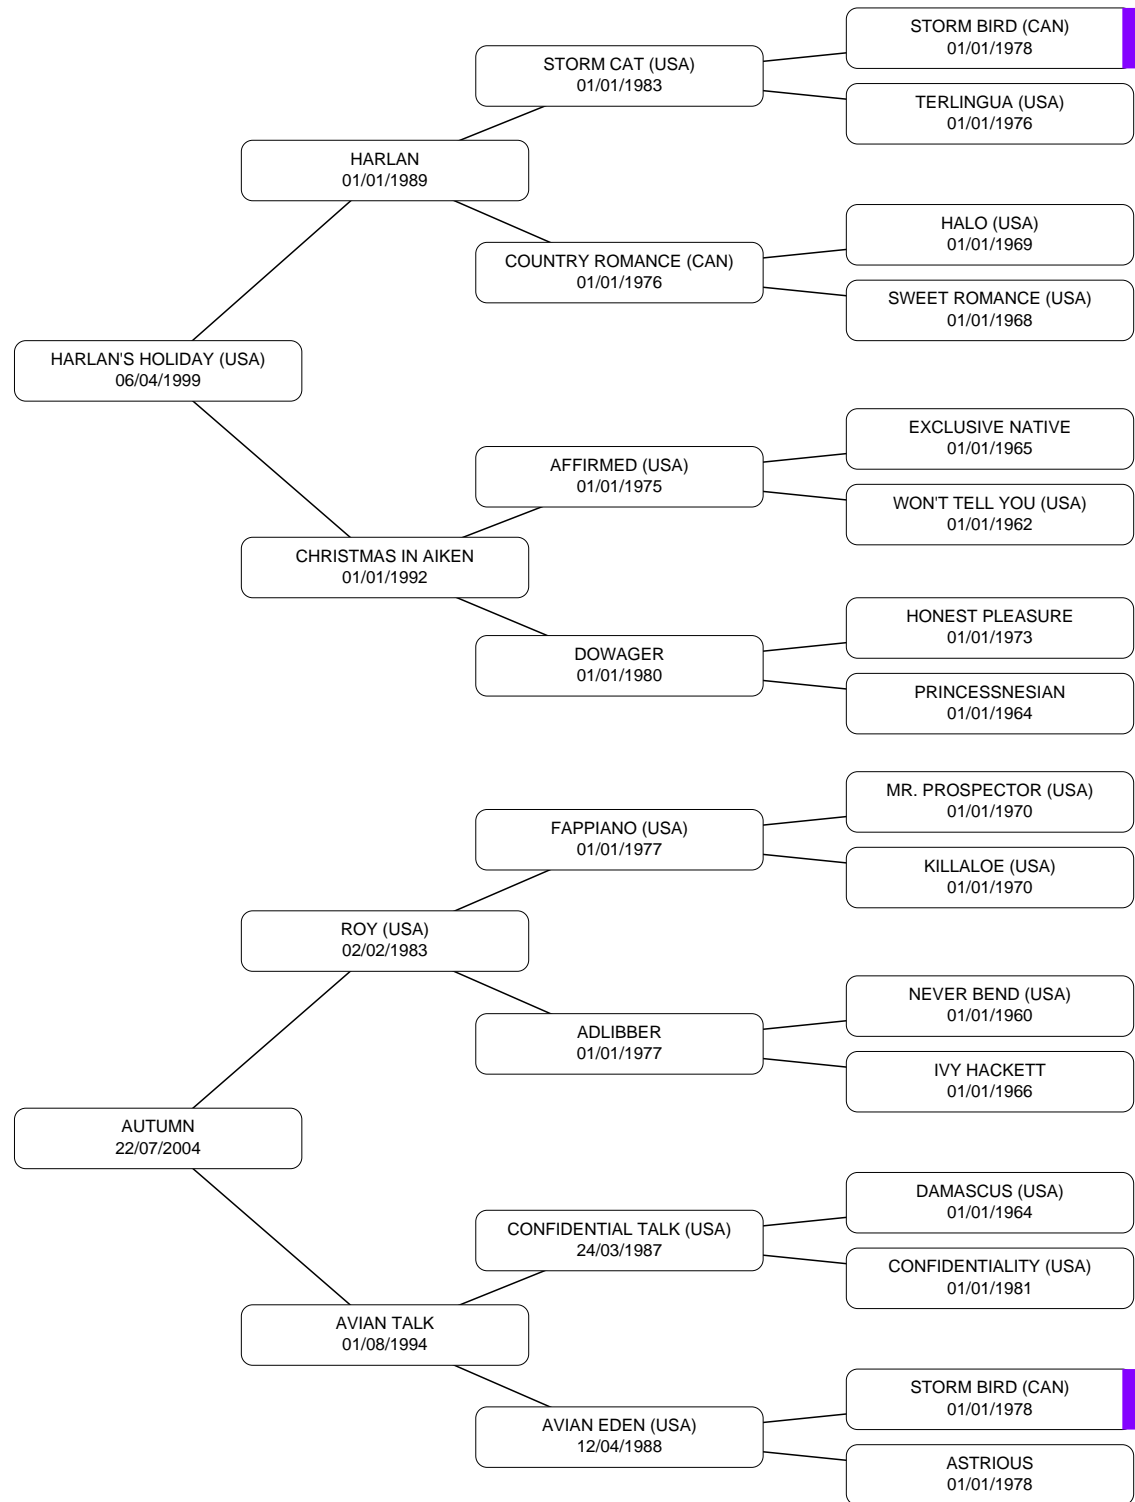 STORM BIRD (CAN)
01/01/1978
STORM CAT (USA)
01/01/1983
TERLINGUA (USA)
01/01/1976
HARLAN
01/01/1989
HALO (USA)
01/01/1969
COUNTRY ROMANCE (CAN)
01/01/1976
SWEET ROMANCE (USA)
01/01/1968
HARLAN'S HOLIDAY (USA)
06/04/1999
EXCLUSIVE NATIVE
01/01/1965
AFFIRMED (USA)
01/01/1975
WON'T TELL YOU (USA)
01/01/1962
CHRISTMAS IN AIKEN
01/01/1992
HONEST PLEASURE
01/01/1973
DOWAGER
01/01/1980
PRINCESSNESIAN
01/01/1964
MR. PROSPECTOR (USA)
01/01/1970
FAPPIANO (USA)
01/01/1977
KILLALOE (USA)
01/01/1970
ROY (USA)
02/02/1983
NEVER BEND (USA)
01/01/1960
ADLIBBER
01/01/1977
IVY HACKETT
01/01/1966
AUTUMN
22/07/2004
DAMASCUS (USA)
01/01/1964
CONFIDENTIAL TALK (USA)
24/03/1987
CONFIDENTIALITY (USA)
01/01/1981
AVIAN TALK
01/08/1994
STORM BIRD (CAN)
01/01/1978
AVIAN EDEN (USA)
12/04/1988
ASTRIOUS
01/01/1978